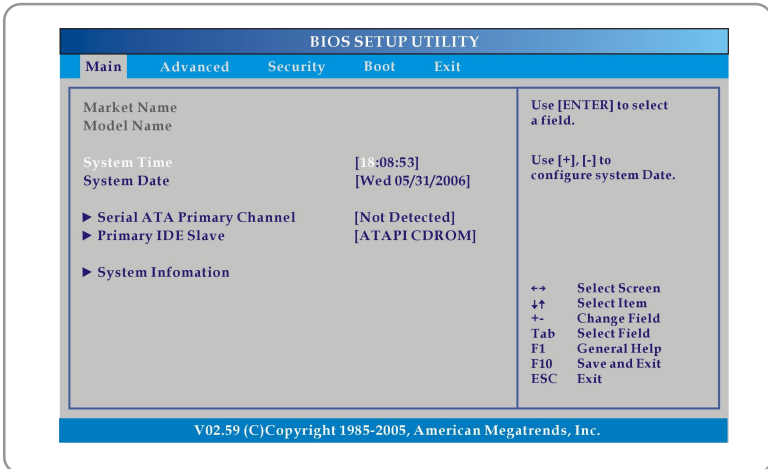 BIOS SETUP UTILITY
Main Advanced Security Boot Exit
Market Name
Model Name
System Time [18:08:53]
System Date [Wed 05/31/2006]
► Serial ATA Primary Channel [Not Detected]
► Primary IDE Slave [ATAPI CDROM]
► System Infomation
Use [ENTER] to select
a field.
Use [+], [-] to
configure system Date.
←→ Select Screen
↓↑ Select Item
+- Change Field
Tab Select Field
F1 General Help
F10 Save and Exit
ESC Exit
V02.59 (C)Copyright 1985-2005, American Megatrends, Inc.